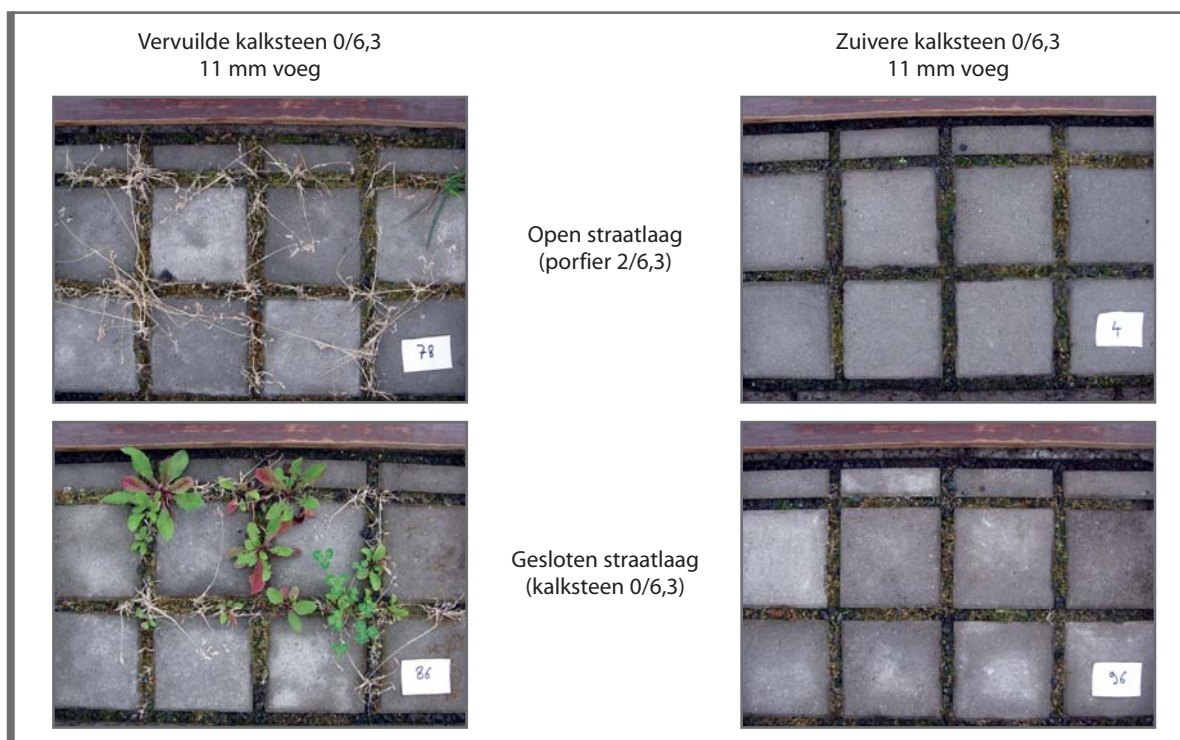 Vervuilde kalksteen 0/6,3
11 mm voeg
Zuivere kalksteen 0/6,3
11 mm voeg
78
Open straatlaag
(porfier 2/6,3)
4
86
Gesloten straatlaag
(kalksteen 0/6,3)
96